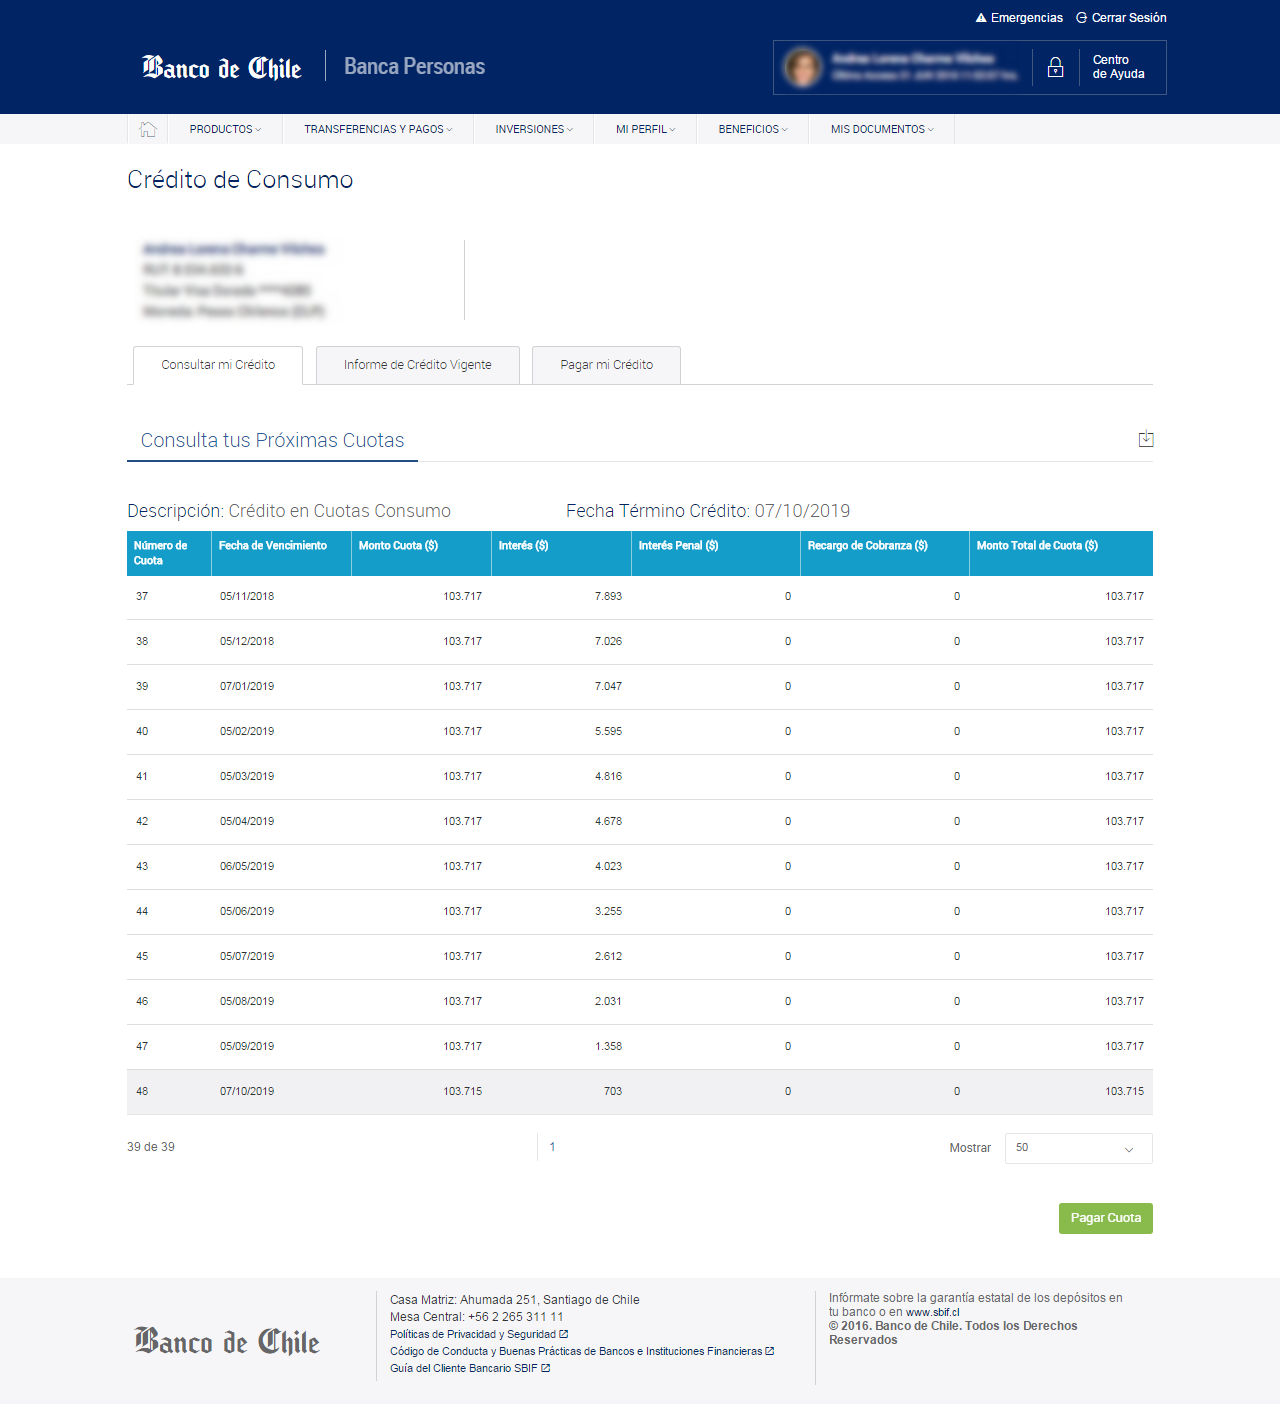 Emergencias Cerrar Sesión
Banco de Chile Banca Personas
Centro
de Ayuda
PRODUCTOS TRANSFERENCIAS Y PAGOS INVERSIONES MI PERFIL BENEFICIOS MIS DOCUMENTOS
Crédito de Consumo
Consultar mi Crédito Informe de Crédito Vigente Pagar mi Crédito
Consulta tus Próximas Cuotas
Descripción: Crédito en Cuotas Consumo Fecha Término Crédito: 07/10/2019
Número de Cuota Fecha de Vencimiento Monto Cuota ($) Interés ($) Interés Penal ($) Recargo de Cobranza ($) Monto Total de Cuota ($)
37 05/11/2018 103.717 7.893 0 0 103.717
38 05/12/2018 103.717 7.026 0 0 103.717
39 07/01/2019 103.717 7.047 0 0 103.717
40 05/02/2019 103.717 5.595 0 0 103.717
41 05/03/2019 103.717 4.816 0 0 103.717
42 05/04/2019 103.717 4.678 0 0 103.717
43 06/05/2019 103.717 4.023 0 0 103.717
44 05/06/2019 103.717 3.255 0 0 103.717
45 05/07/2019 103.717 2.612 0 0 103.717
46 05/08/2019 103.717 2.031 0 0 103.717
47 05/09/2019 103.717 1.358 0 0 103.717
48 07/10/2019 103.715 703 0 0 103.715
39 de 39 1 Mostrar 50
Pagar Cuota
Banco de Chile
Casa Matriz: Ahumada 251, Santiago de Chile
Mesa Central: +56 2 265 311 11
Políticas de Privacidad y Seguridad
Código de Conducta y Buenas Prácticas de Bancos e Instituciones Financieras
Guía del Cliente Bancario SBIF
Infórmate sobre la garantía estatal de los depósitos en
tu banco o en www.sbif.cl
© 2016. Banco de Chile. Todos los Derechos
Reservados